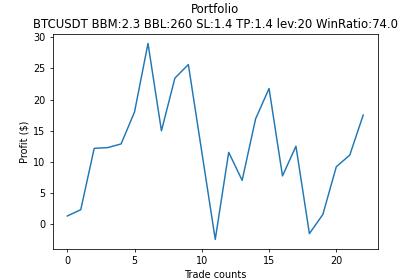 Portfolio
BTCUSDT BBM:2.3 BBL:260 SL:1.4 TP:1.4 lev:20 WinRatio:74.0
30
25
20
15
10
5
0
Profit ($)
0 5 10 15 20
Trade counts